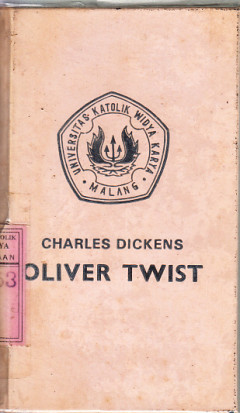 UNIVERSITAS KATOLIK WIDYA KARYA
• MALANG •
CHARLES DICKENS
OLIVER TWIST